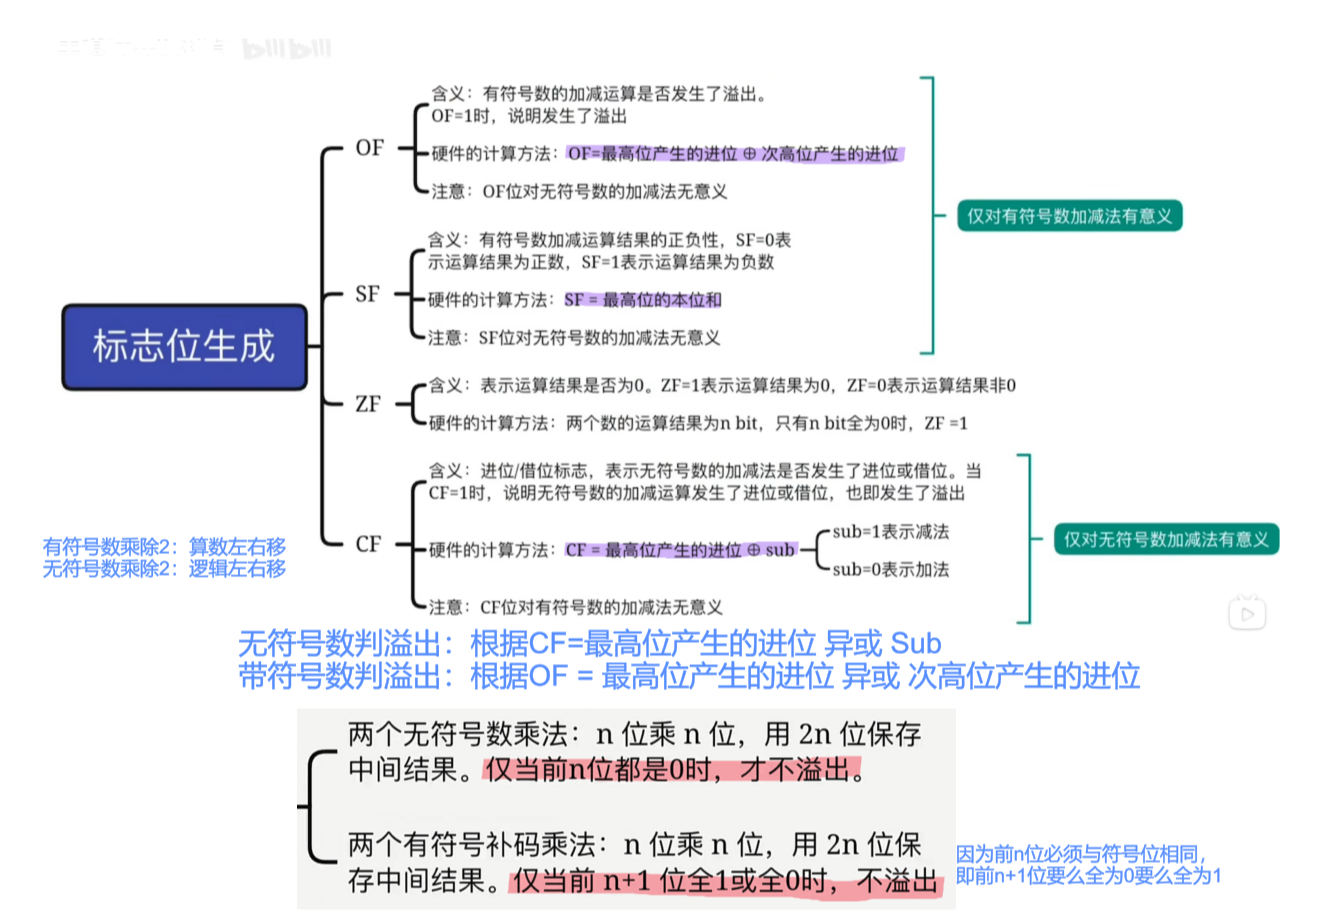 含义：有符号数的加减运算是否发生了溢出。
OF=1时，说明发生了溢出
OF
硬件的计算方法：OF=最高位产生的进位 ⊕ 次高位产生的进位
注意：OF位对无符号数的加减法无意义
仅对有符号数加减法有意义
含义：有符号数加减运算结果的正负性，SF=0表
示运算结果为正数，SF=1表示运算结果为负数
SF
硬件的计算方法：SF = 最高位的本位和
注意：SF位对无符号数的加减法无意义
标志位生成
含义：表示运算结果是否为0。ZF=1表示运算结果为0，ZF=0表示运算结果非0
ZF
硬件的计算方法：两个数的运算结果为n bit，只有n bit全为0时，ZF =1
含义：进位/借位标志，表示无符号数的加减法是否发生了进位或借位。当
CF=1时，说明无符号数的加减运算发生了进位或借位，也即发生了溢出
CF
硬件的计算方法：CF = 最高位产生的进位 ⊕ sub
sub=1表示减法
sub=0表示加法
仅对无符号数加减法有意义
注意：CF位对有符号数的加减法无意义
有符号数乘除2：算数左右移
无符号数乘除2：逻辑左右移
无符号数判溢出：根据CF=最高位产生的进位 异或 Sub
带符号数判溢出：根据OF = 最高位产生的进位 异或 次高位产生的进位
两个无符号数乘法：n 位乘 n 位，用 2n 位保存
中间结果。仅当前n位都是0时，才不溢出。
两个有符号补码乘法：n 位乘 n 位，用 2n 位保
存中间结果。仅当前 n+1 位全1或全0时，不溢出
因为前n位必须与符号位相同，
即前n+1位要么全为0要么全为1